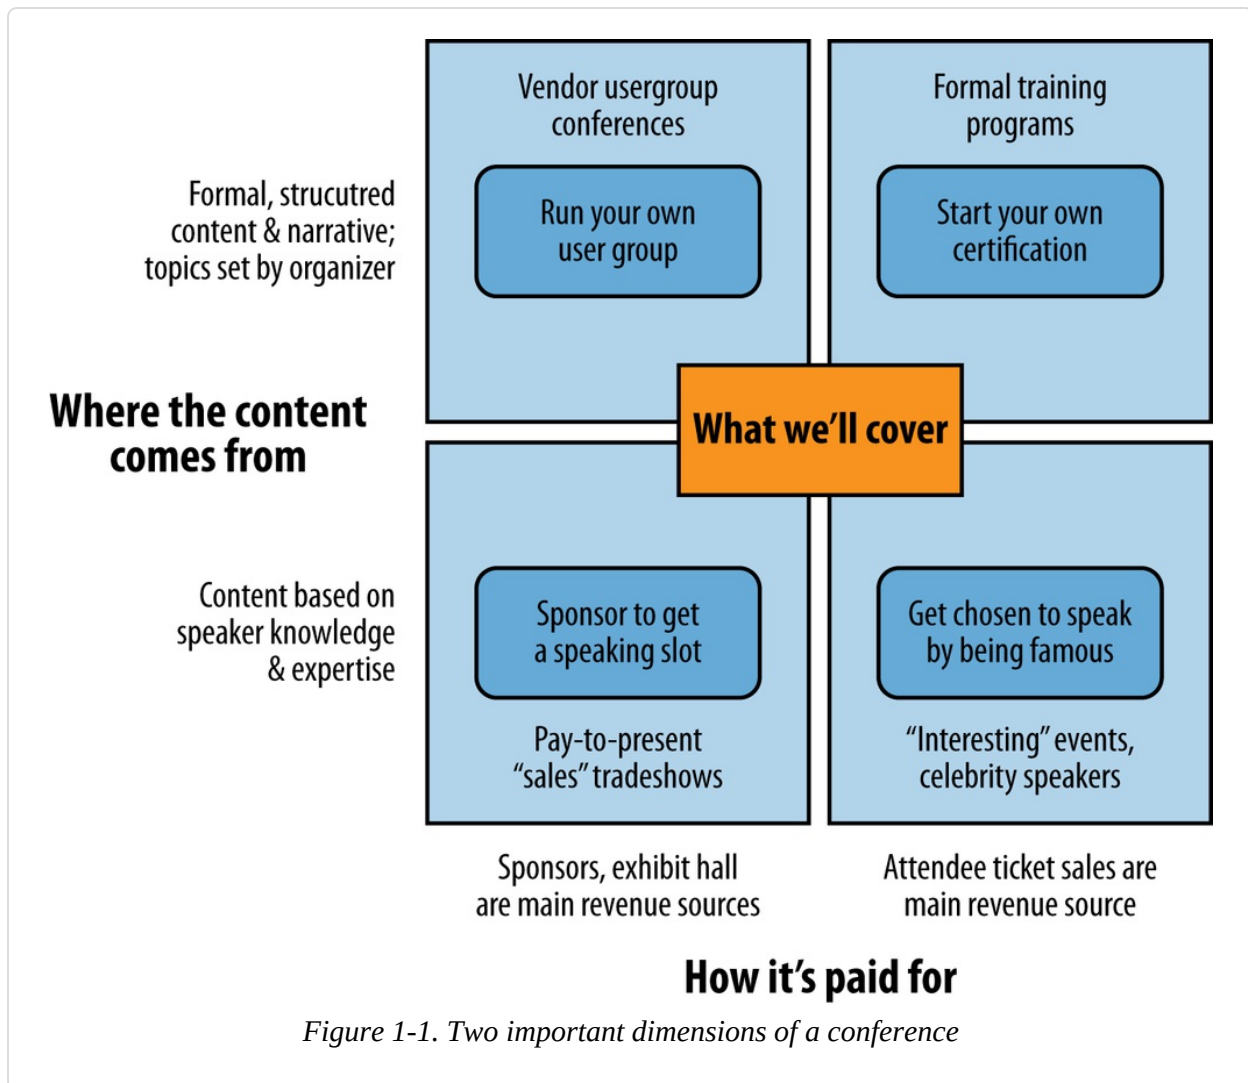 Vendor usergroup
conferences
Formal training
programs
Formal, strucutred
content & narrative;
topics set by organizer
Run your own
user group
Start your own
certification
Where the content
comes from
What we’ll cover
Content based on
speaker knowledge
& expertise
Sponsor to get
a speaking slot
Get chosen to speak
by being famous
Pay-to-present
“sales” tradeshows
“Interesting” events,
celebrity speakers
Sponsors, exhibit hall
are main revenue sources
Attendee ticket sales are
main revenue source
How it’s paid for
Figure 1-1. Two important dimensions of a conference